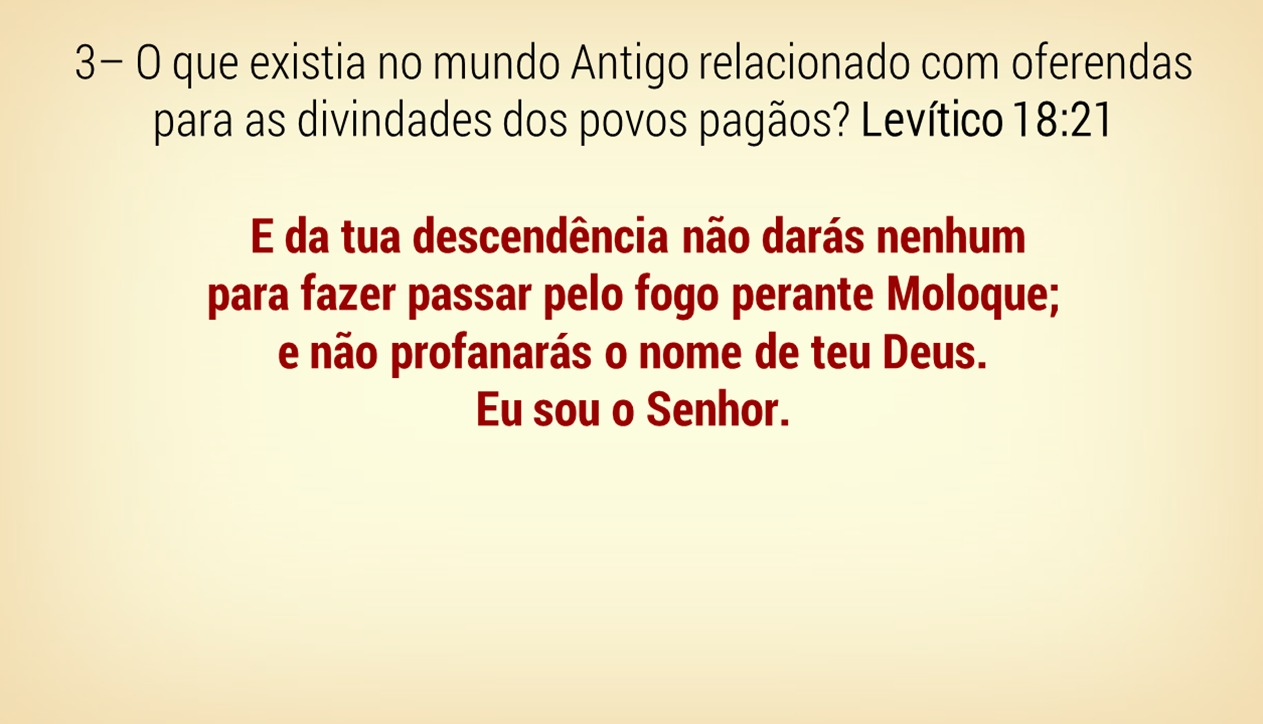 3– O que existia no mundo Antigo relacionado com oferendas
para as divindades dos povos pagãos? Levítico 18:21
E da tua descendência não darás nenhum
para fazer passar pelo fogo perante Moloque;
e não profanarás o nome de teu Deus.
Eu sou o Senhor.